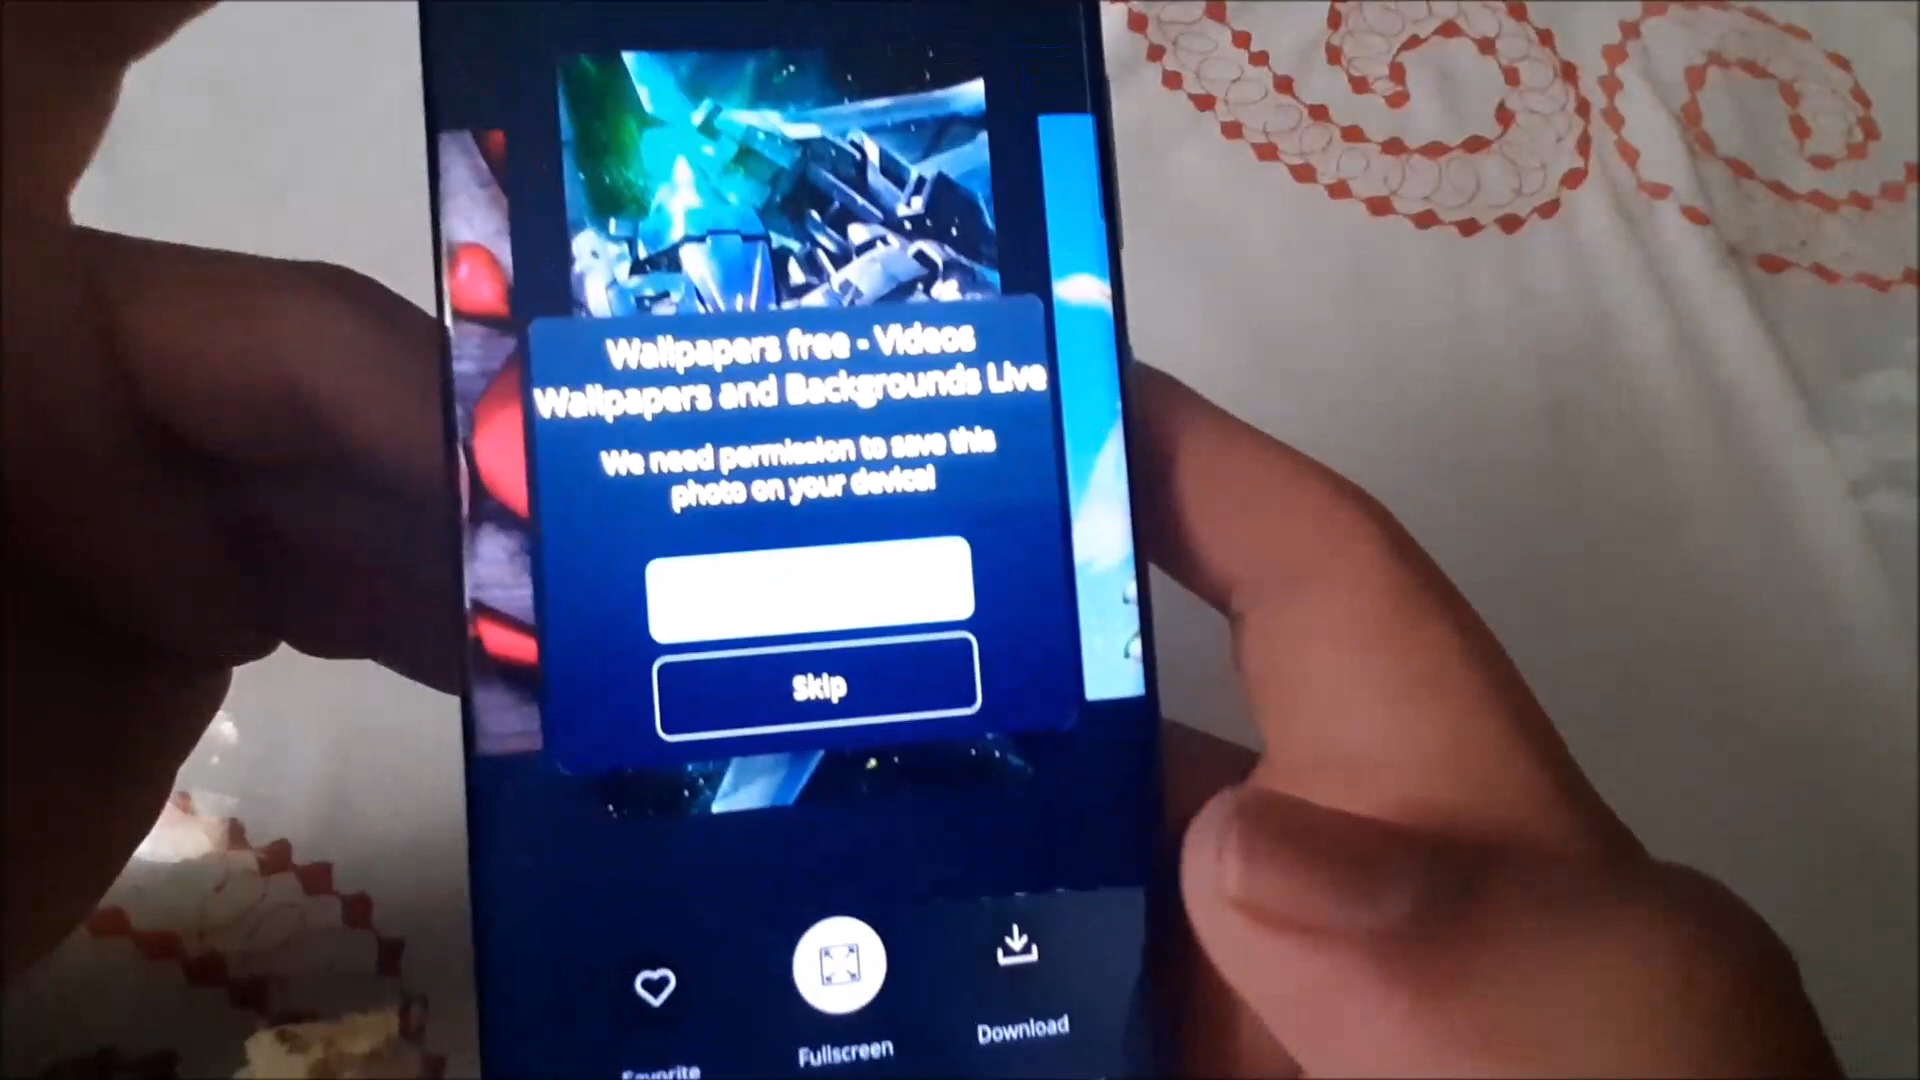 Wallpapers free - Videos
Wallpapers and Backgrounds Live
We need permission to save this
photo on your device!
Skip
Favorite
Fullscreen
Download